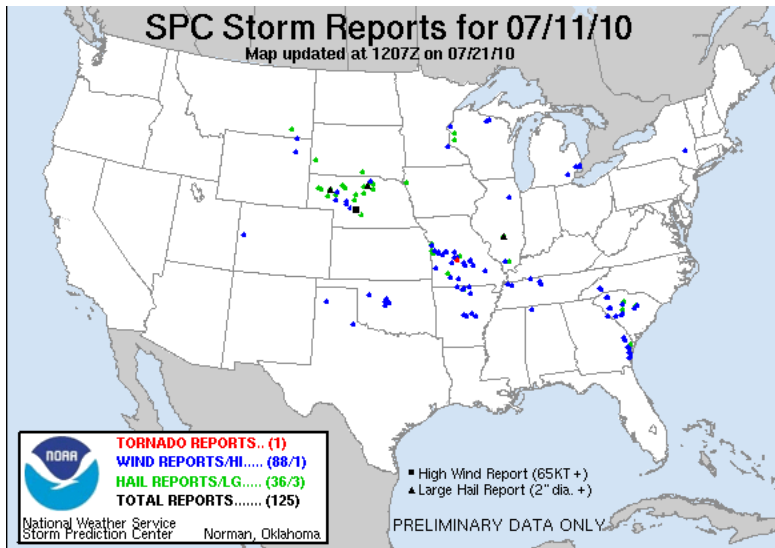 SPC Storm Reports for 07/11/10
Map updated at 1207Z on 07/21/10
NOAA
TORNADO REPORTS.. (1)
WIND REPORTS/HI..... (88/1)
HAIL REPORTS/LG..... (36/3)
TOTAL REPORTS....... (125)
National Weather Service
Storm Prediction Center Norman, Oklahoma
High Wind Report (65KT +)
Large Hail Report (2" dia. +)
PRELIMINARY DATA ONLY